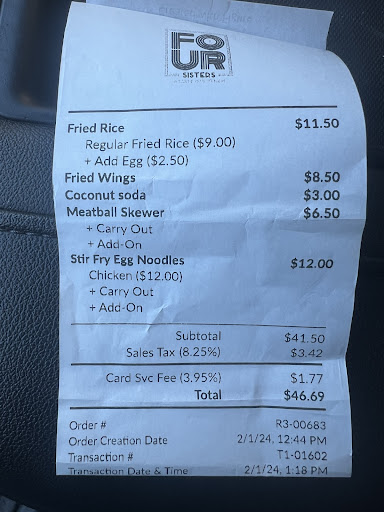 FO
UR
SISTERS
Fried Rice $11.50
Regular Fried Rice ($9.00)
+ Add Egg ($2.50)
Fried Wings $8.50
Coconut soda $3.00
Meatball Skewer $6.50
+ Carry Out
+ Add-On
Stir Fry Egg Noodles $12.00
Chicken ($12.00)
+ Carry Out
+ Add-On
Subtotal $41.50
Sales Tax (8.25%) $3.42
Card Svc Fee (3.95%) $1.77
Total $46.69
Order # R3-00683
Order Creation Date 2/1/24, 12:44 PM
Transaction # T1-01602
Transaction Date & Time 2/1/24, 1:18 PM